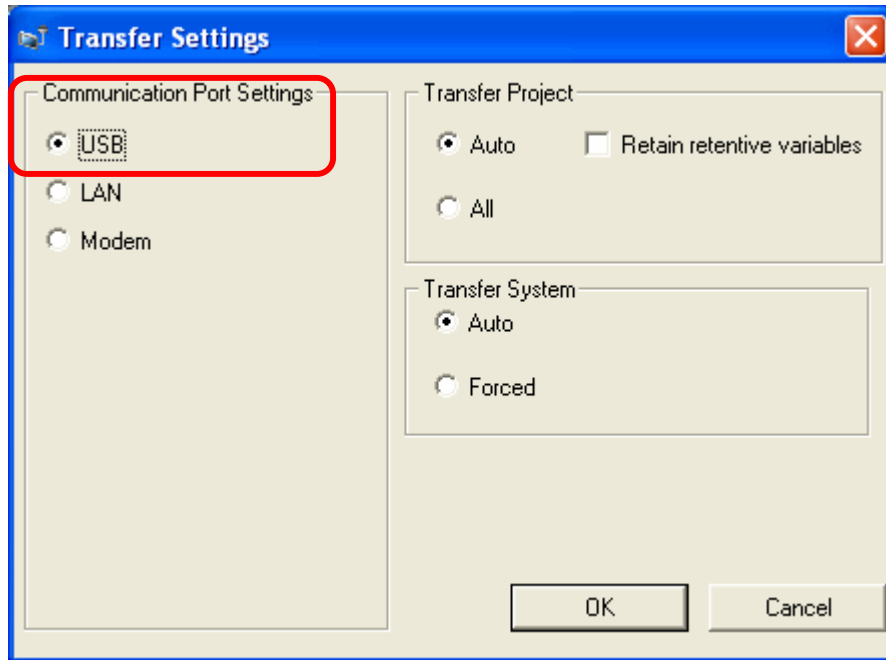 Transfer Settings
Communication Port Settings
USB
LAN
Modem
Transfer Project
Auto
Retain retentive variables
All
Transfer System
Auto
Forced
OK
Cancel